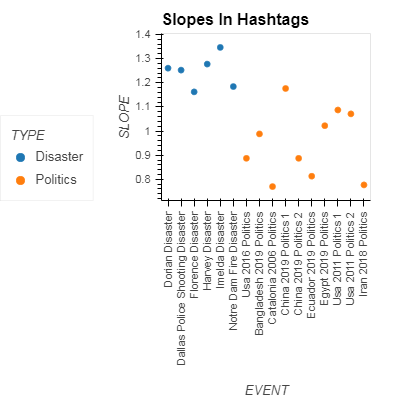 Slopes In Hashtags
TYPE
Disaster
Politics
SLOPE
1.4
1.3
1.2
1.1
1
0.9
0.8
Dorian Disaster
Dallas Police Shooting Disaster
Florence Disaster
Harvey Disaster
Imelda Disaster
Notre Dam Fire Disaster
Usa 2016 Politics
Bangladesh 2019 Politics
Catalonia 2006 Politics
China 2019 Politics 1
China 2019 Politics 2
Ecuador 2019 Politics
Egypt 2019 Politics
Usa 2011 Politics 1
Usa 2011 Politics 2
Iran 2018 Politics
EVENT